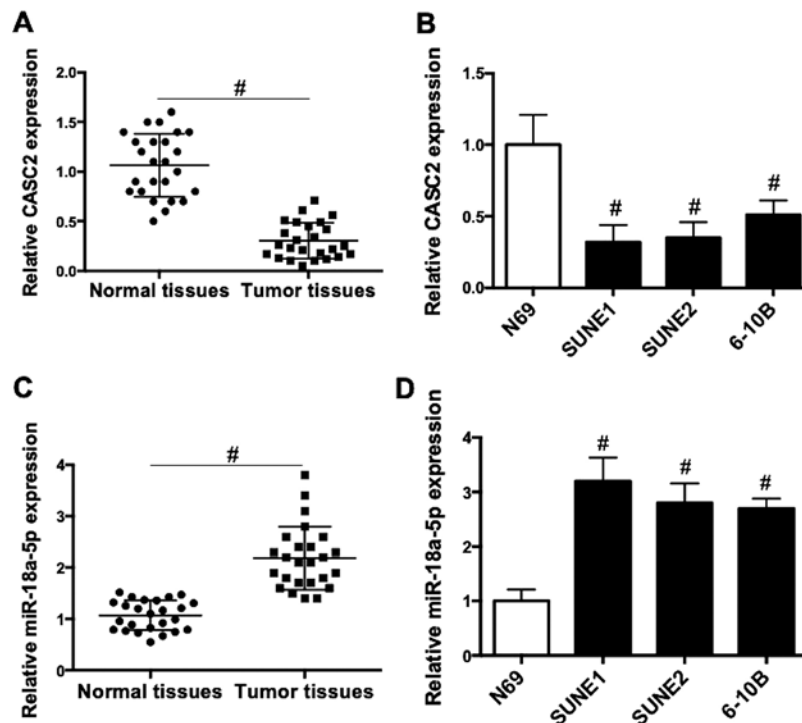 A
Relative CASC2 expression
2.0
1.5
1.0
0.5
0.0
#
Normal tissues
Tumor tissues
B
Relative CASC2 expression
1.5
1.0
0.5
0.0
#
#
#
N69
SUNE1
SUNE2
6-10B
C
Relative miR-18a-5p expression
4
3
2
1
0
#
Normal tissues
Tumor tissues
D
Relative miR-18a-5p expression
4
3
2
1
0
#
#
#
N69
SUNE1
SUNE2
6-10B